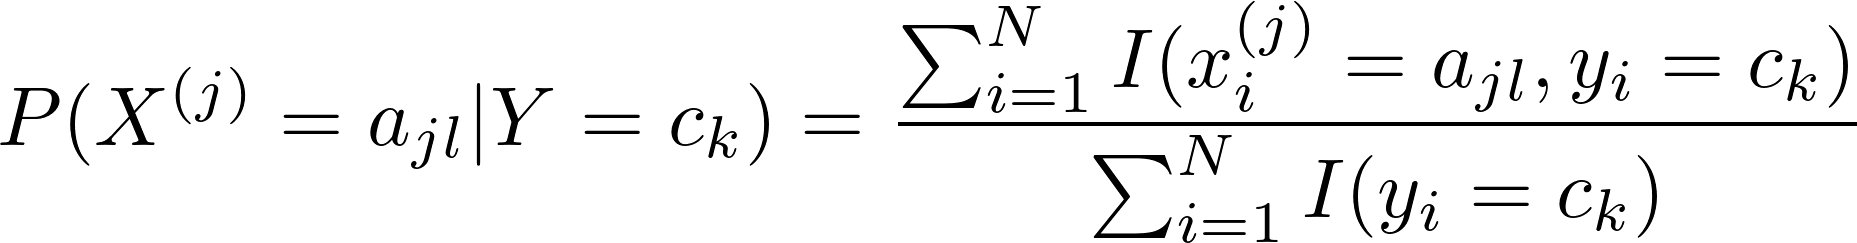 P(X^{(j)} = a_{jl}|Y = c_k) = \frac{\sum_{i=1}^{N} I(x_i^{(j)} = a_{jl}, y_i = c_k)}{\sum_{i=1}^{N} I(y_i = c_k)}